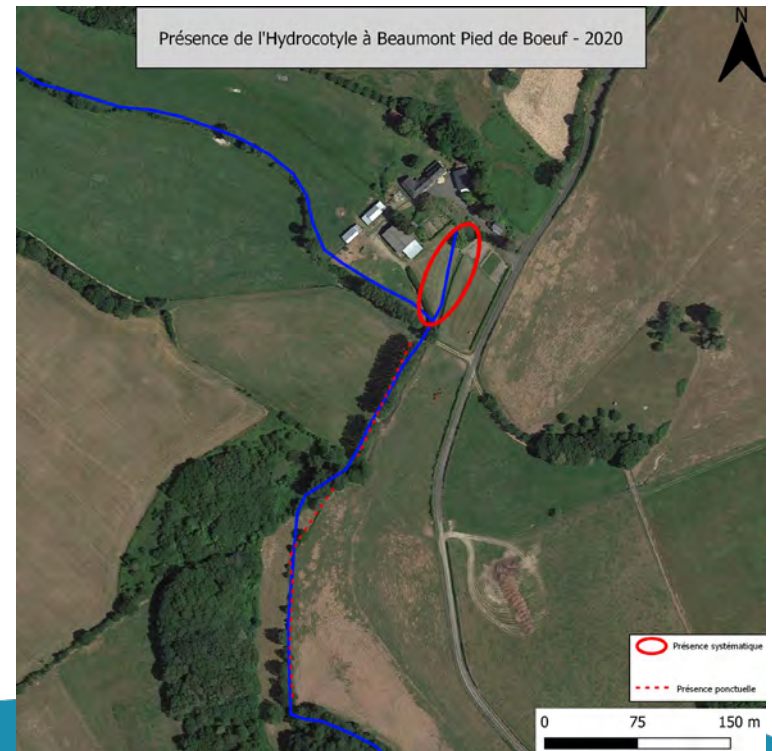 Présence de l'Hydrocotyle à Beaumont Pied de Boeuf - 2020
N
Présence systématique
Présence ponctuelle
0 75 150 m